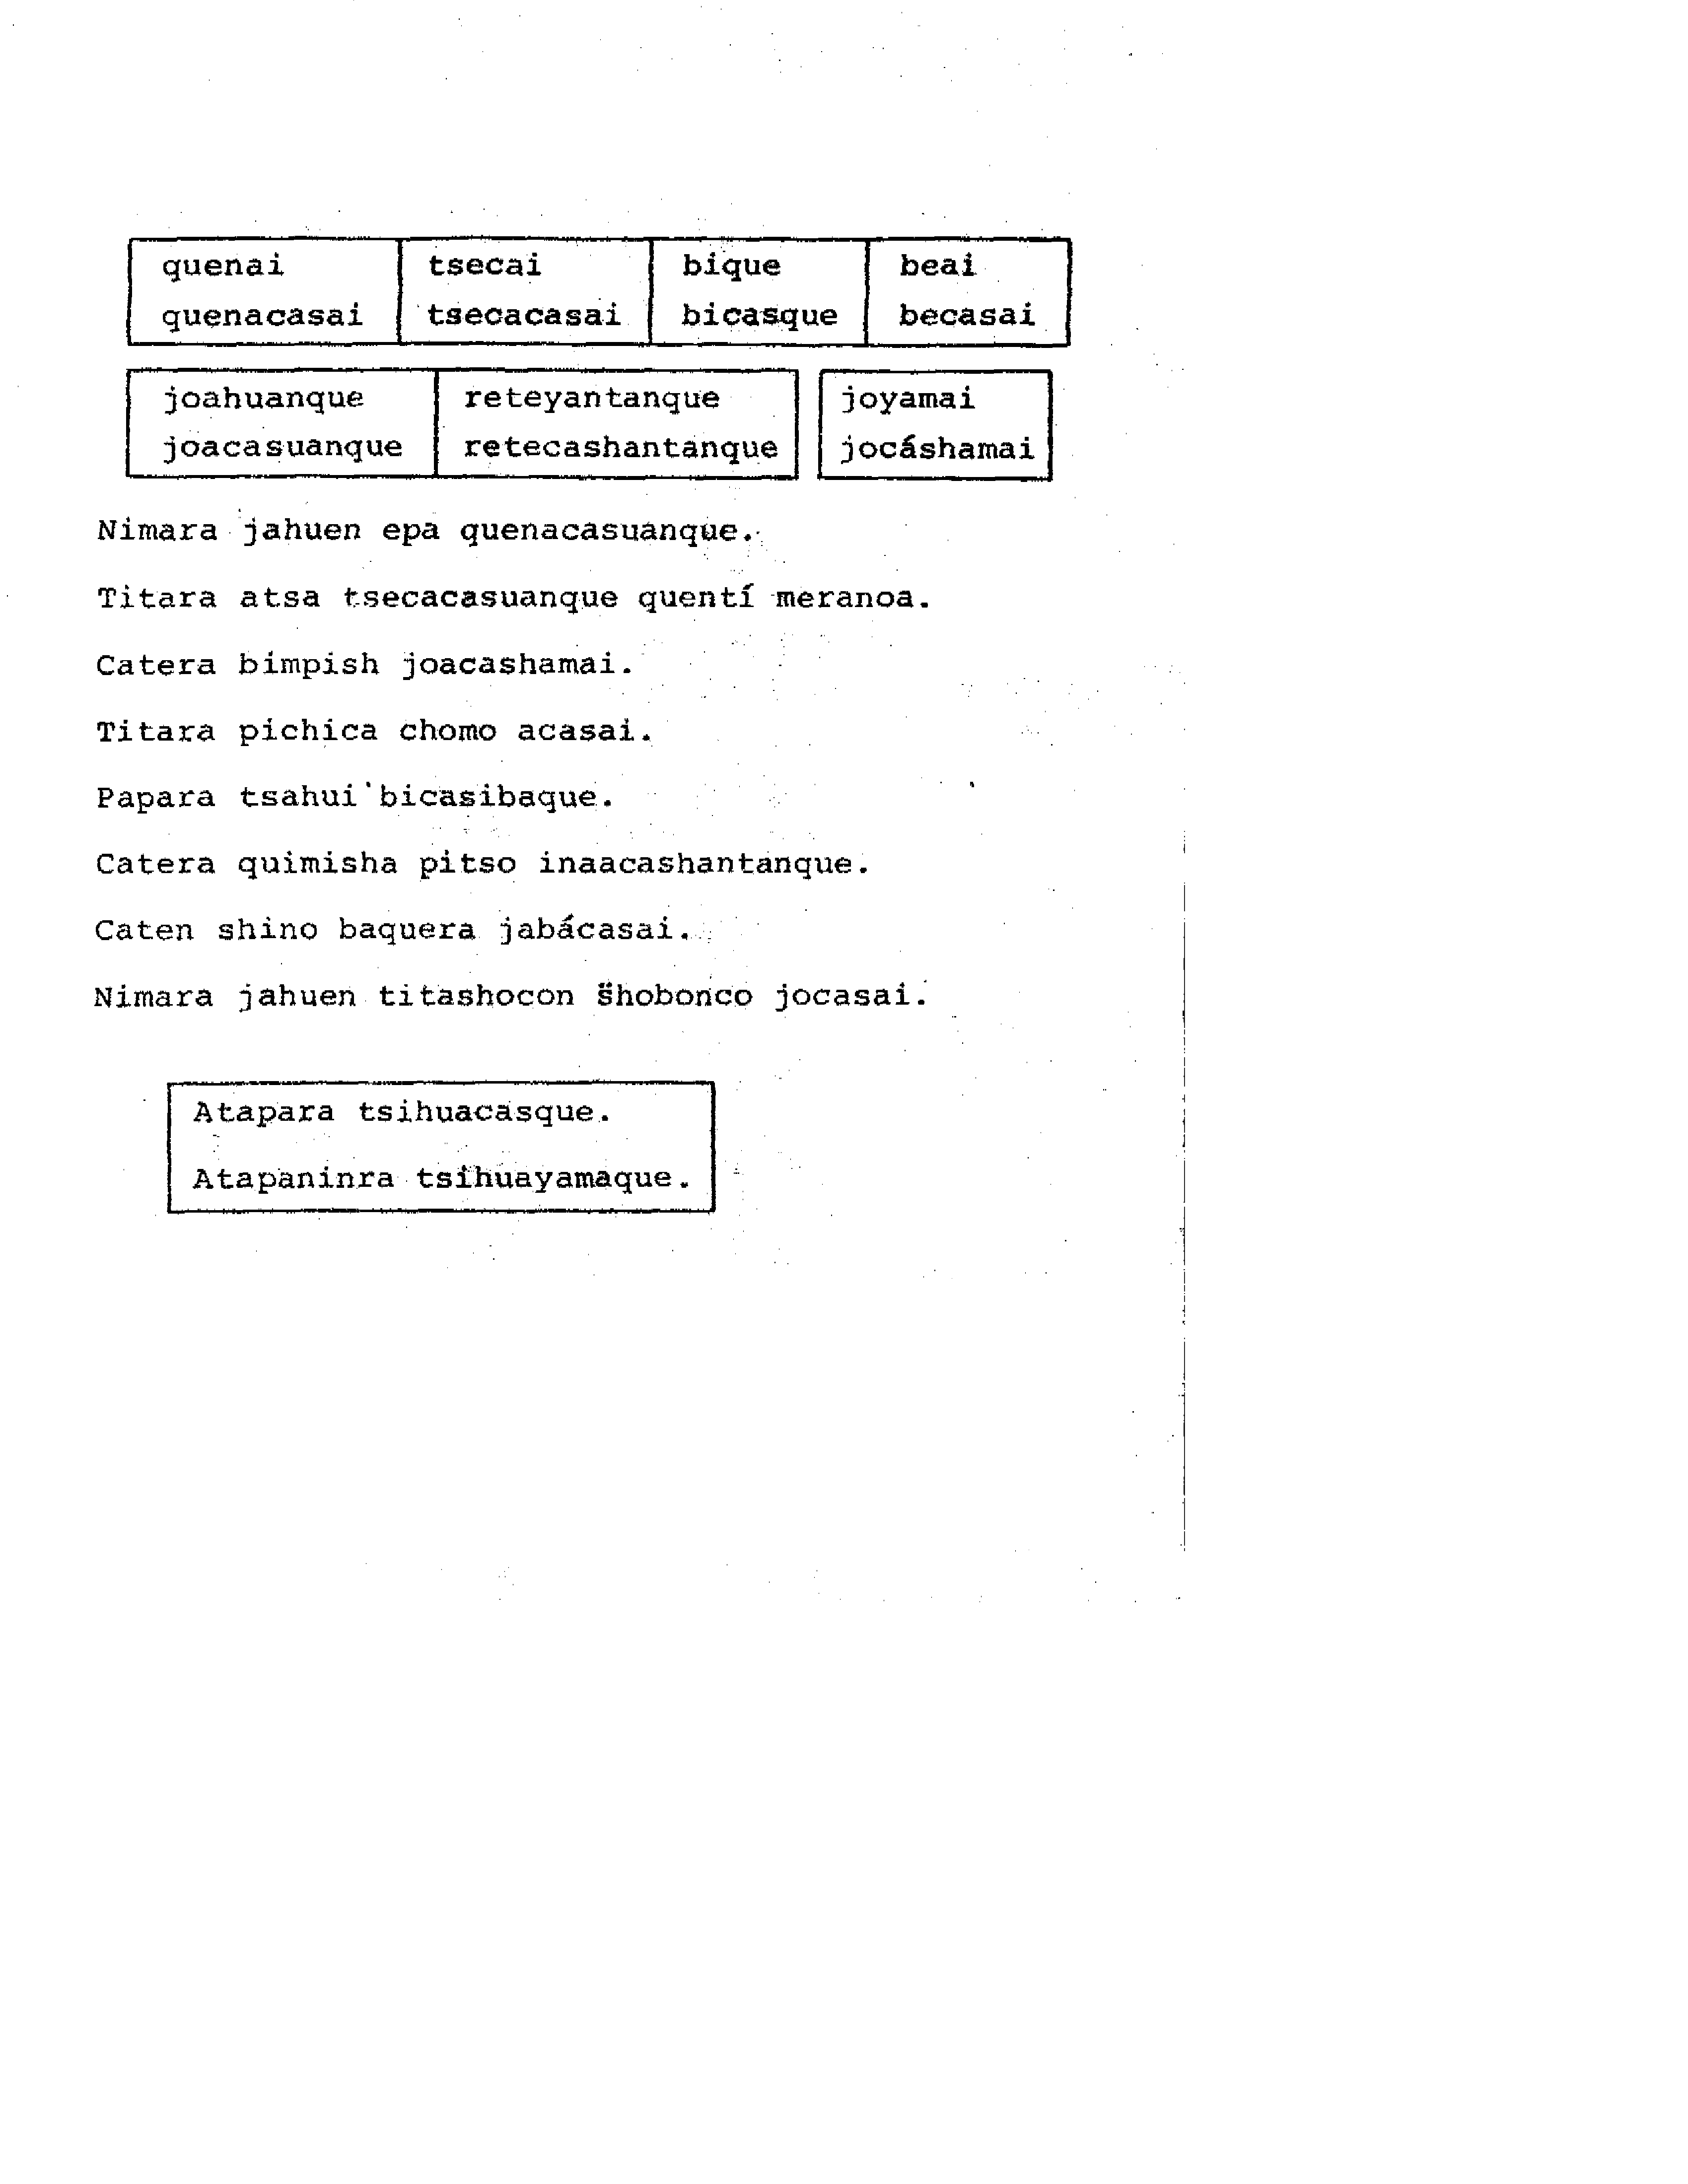 quenai tsecai bique beai
quenacasai tsecacasai bicasque becasai
joahuanque reteyantanque joyamai
joacasuanque retecashantanque jocáshamai
Nimara jahuen epa quenacasuanque.
Titara atsa tsecacasuanque quentí meranoa.
Catera bimpish joacashamai.
Titara pichica chomo acasai.
Papara tsahui bicasibaque.
Catera quimisha pitso inaacashantanque.
Caten shino baquera jabácasai.
Nimara jahuen titashocon s̈hobonco jocasai.
Atapara tsihuacasque.
Atapaninra tsihuayamaque.